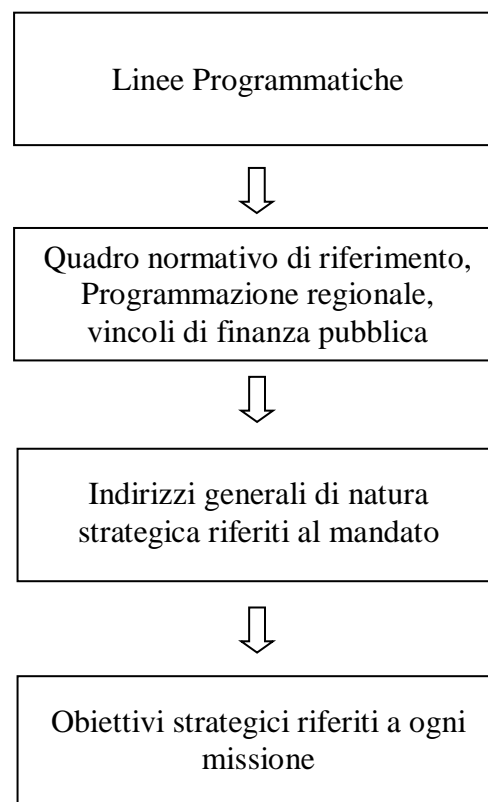 Linee Programmatiche
Quadro normativo di riferimento,
Programmazione regionale,
vincoli di finanza pubblica
Indirizzi generali di natura
strategica riferiti al mandato
Obiettivi strategici riferiti a ogni
missione